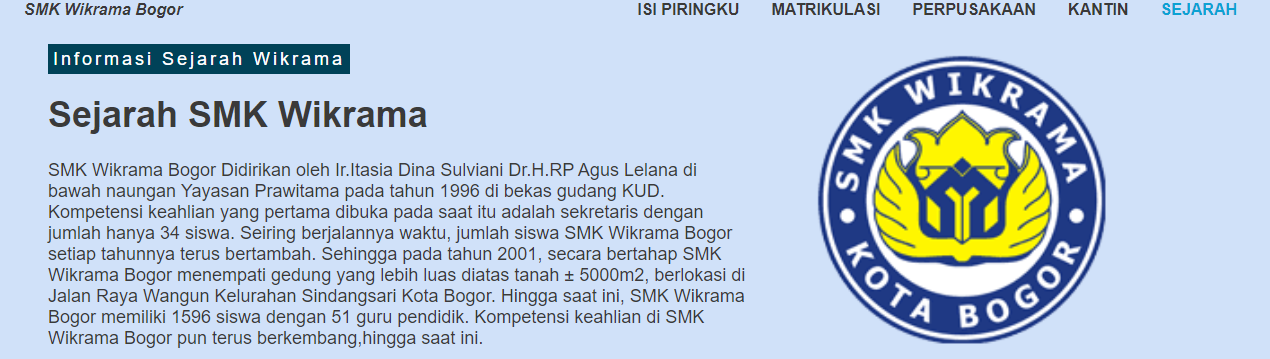 SMK Wikrama Bogor
ISI PIRINGKU MATRIKULASI PERPUSAKAAN KANTIN SEJARAH
Informasi Sejarah Wikrama
Sejarah SMK Wikrama
SMK Wikrama Bogor Didirikan oleh Ir.Itasia Dina Sulviani Dr.H.RP Agus Lelana di
bawah naungan Yayasan Prawitama pada tahun 1996 di bekas gudang KUD.
Kompetensi keahlian yang pertama dibuka pada saat itu adalah sekretaris dengan
jumlah hanya 34 siswa. Seiring berjalannya waktu, jumlah siswa SMK Wikrama Bogor
setiap tahunnya terus bertambah. Sehingga pada tahun 2001, secara bertahap SMK
Wikrama Bogor menempati gedung yang lebih luas diatas tanah ± 5000m2, berlokasi di
Jalan Raya Wangun Kelurahan Sindangsari Kota Bogor. Hingga saat ini, SMK Wikrama
Bogor memiliki 1596 siswa dengan 51 guru pendidik. Kompetensi keahlian di SMK
Wikrama Bogor pun terus berkembang,hingga saat ini.
SMK WIKRAMA
KOTA BOGOR